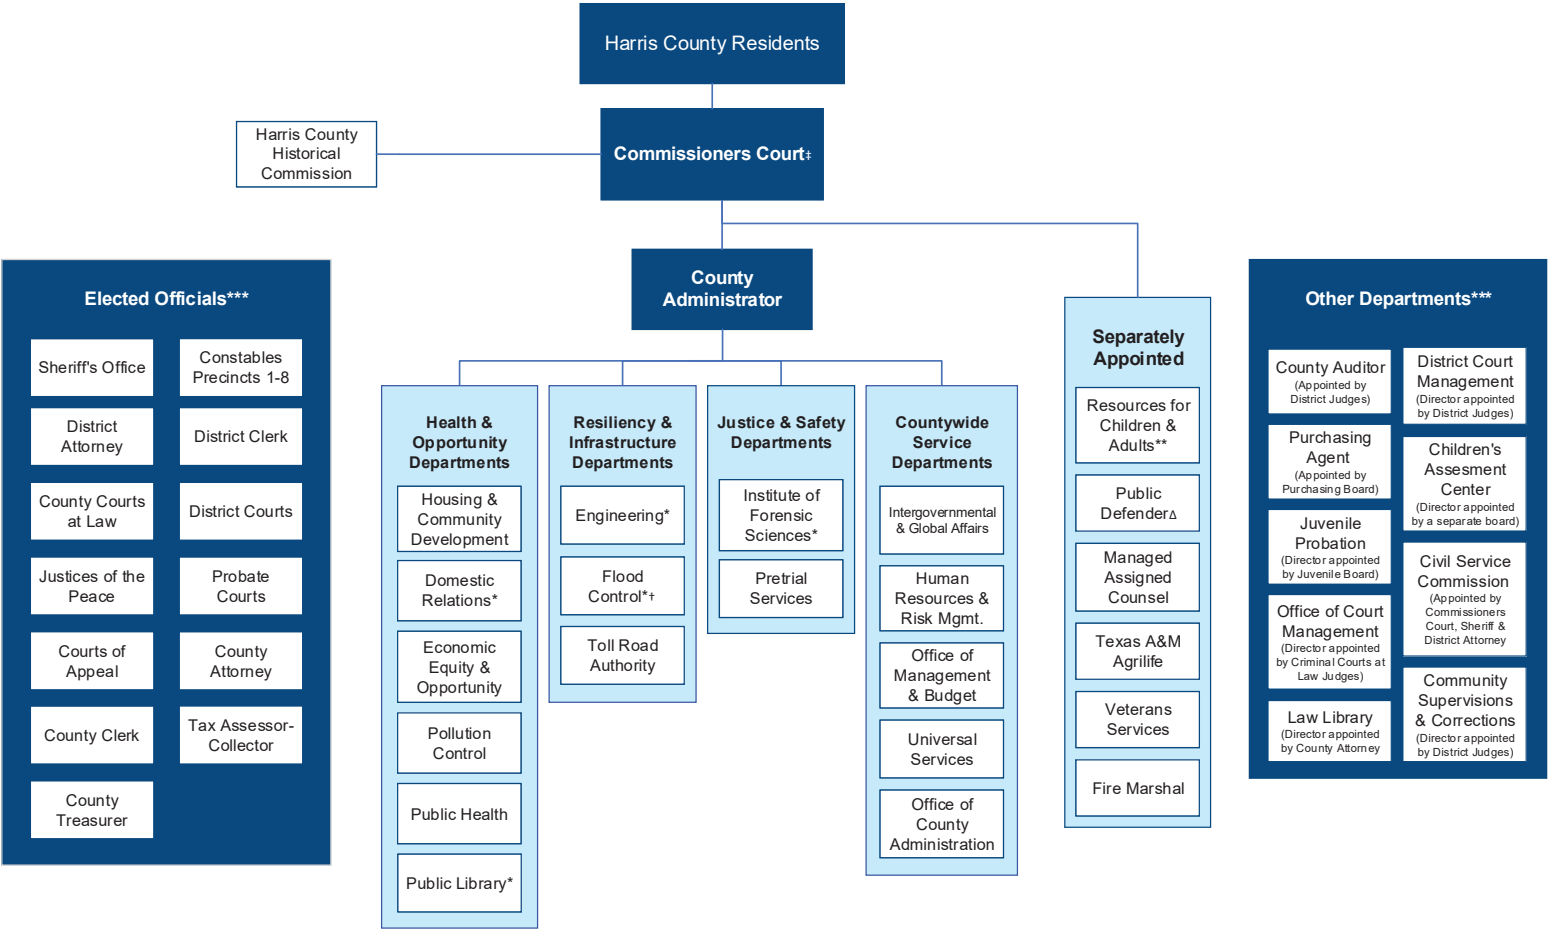 Harris County Residents
Commissioners Court‡
Harris County
Historical
Commission
County
Administrator
Elected Officials***
Sheriff's Office
Constables
Precincts 1-8
District
Attorney
District Clerk
County Courts
at Law
District Courts
Justices of the
Peace
Probate
Courts
Courts of
Appeal
County
Attorney
County Clerk
Tax Assessor-
Collector
County
Treasurer
Health &
Opportunity
Departments
Housing &
Community
Development
Domestic
Relations*
Economic
Equity &
Opportunity
Pollution
Control
Public Health
Public Library*
Resiliency &
Infrastructure
Departments
Engineering*
Flood
Control*†
Toll Road
Authority
Justice & Safety
Departments
Institute of
Forensic
Sciences*
Pretrial
Services
Countywide
Service
Departments
Intergovernmental
& Global Affairs
Human
Resources &
Risk Mgmt.
Office of
Management
& Budget
Universal
Services
Office of
County
Administration
Separately
Appointed
Resources for
Children &
Adults**
Public
Defender∆
Managed
Assigned
Counsel
Texas A&M
Agrilife
Veterans
Services
Fire Marshal
Other Departments***
County Auditor
(Appointed by
District Judges)
Purchasing
Agent
(Appointed by
Purchasing Board)
Juvenile
Probation
(Director appointed
by Juvenile Board)
Office of Court
Management
(Director appointed
by Criminal Courts at
Law Judges)
Law Library
(Director appointed
by County Attorney
District Court
Management
(Director appointed
by District Judges)
Children's
Assesment
Center
(Director appointed
by a separate board)
Civil Service
Commission
(Appointed by
Commissioners
Court, Sheriff &
District Attorney
Community
Supervisions
& Corrections
(Director appointed
by District Judges)